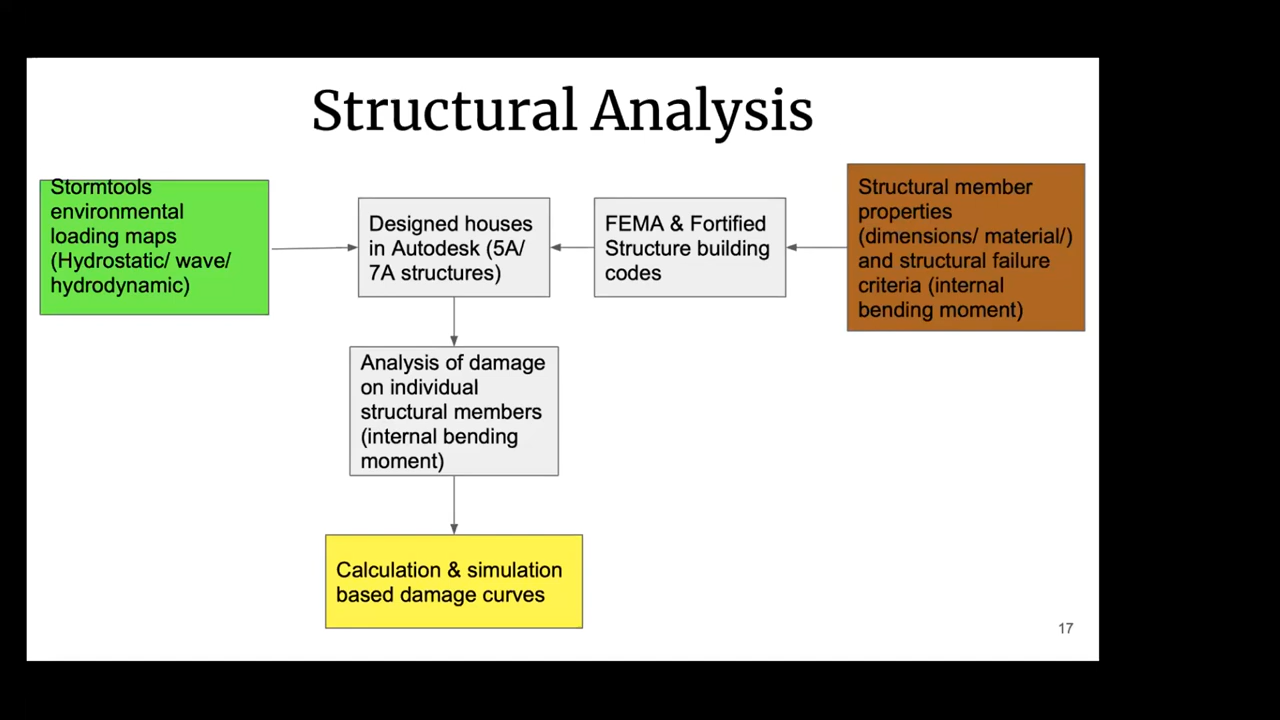 Structural Analysis
Stormtools
environmental
loading maps
(Hydrostatic/ wave/
hydrodynamic)
Designed houses
in Autodesk (5A/
7A structures)
FEMA & Fortified
Structure building
codes
Structural member
properties
(dimensions/ material/)
and structural failure
criteria (internal
bending moment)
Analysis of damage
on individual
structural members
(internal bending
moment)
Calculation & simulation
based damage curves
17